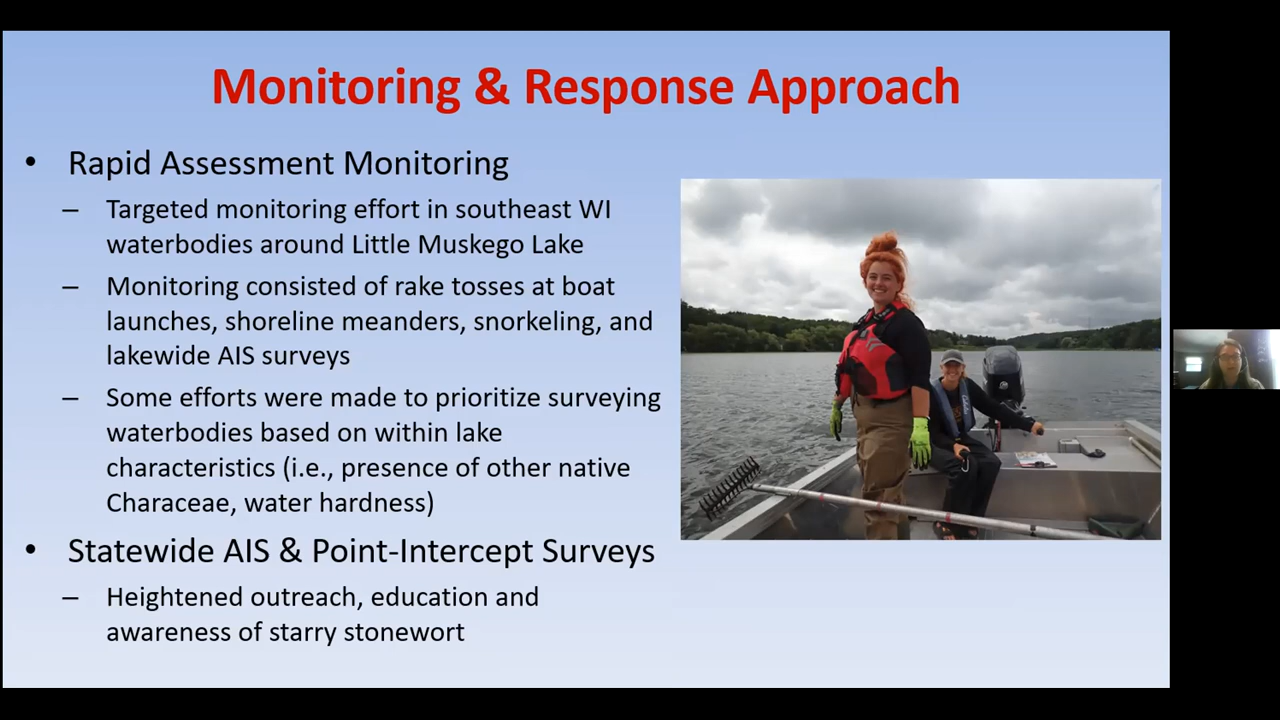 Monitoring & Response Approach
• Rapid Assessment Monitoring
– Targeted monitoring effort in southeast WI
waterbodies around Little Muskego Lake
– Monitoring consisted of rake tosses at boat
launches, shoreline meanders, snorkeling, and
lakewide AIS surveys
– Some efforts were made to prioritize surveying
waterbodies based on within lake
characteristics (i.e., presence of other native
Characeae, water hardness)
• Statewide AIS & Point-Intercept Surveys
– Heightened outreach, education and
awareness of starry stonewort